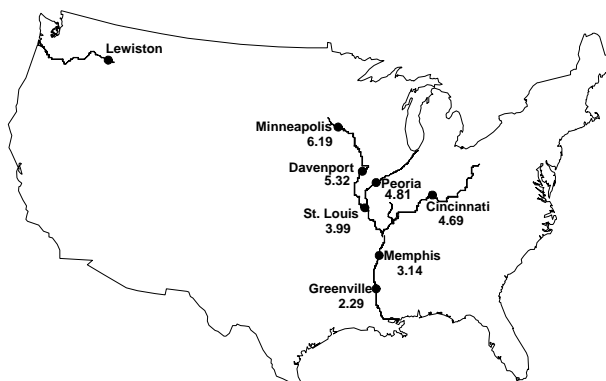 Lewiston
Minneapolis
6.19
Davenport
5.32
Peoria
4.81
Cincinnati
4.69
St. Louis
3.99
Memphis
3.14
Greenville
2.29